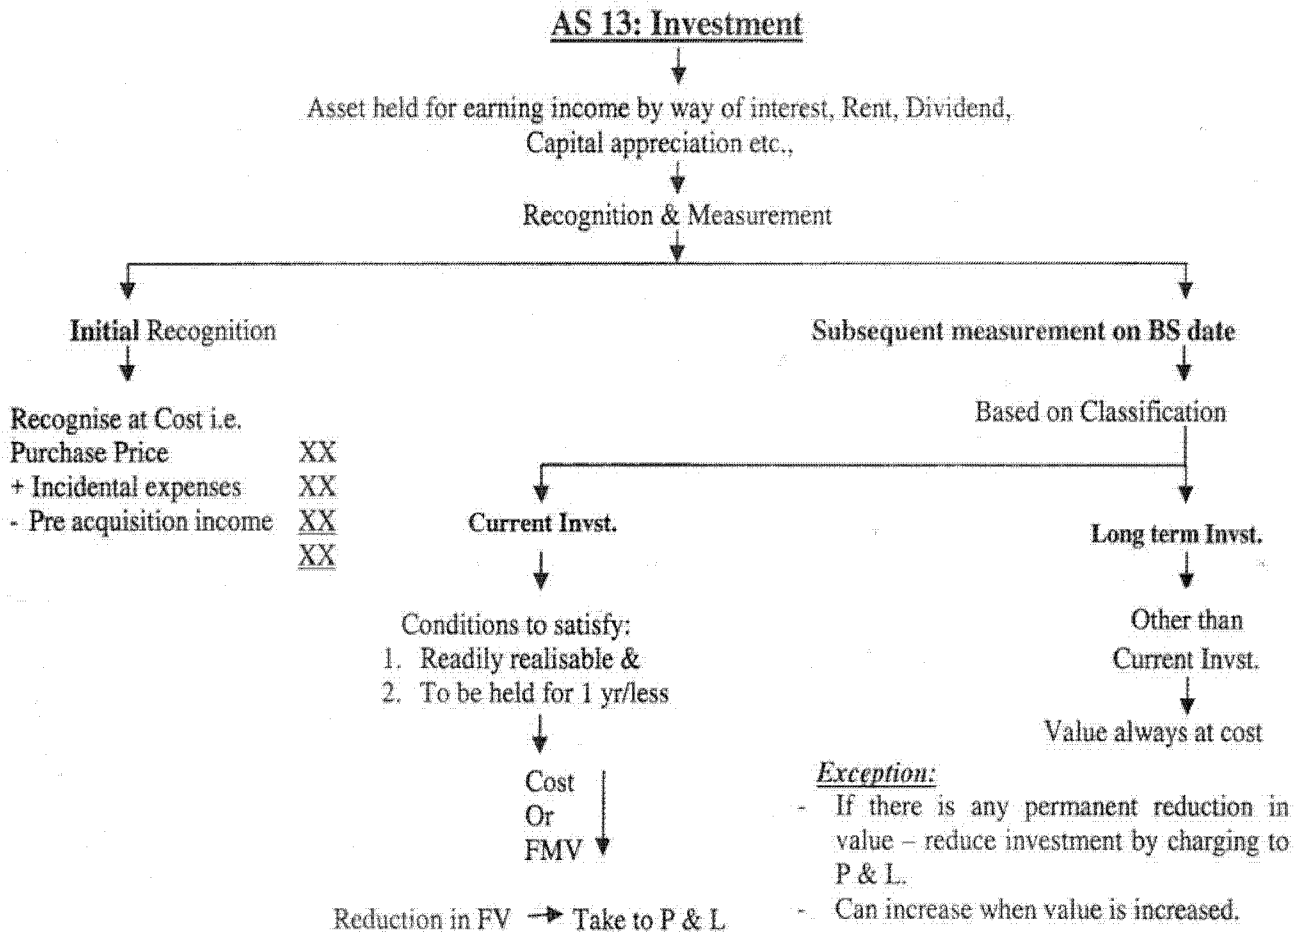 AS 13: Investment
Asset held for earning income by way of interest, Rent, Dividend,
Capital appreciation etc.,
Recognition & Measurement
Initial Recognition
Recognise at Cost i.e.
Purchase Price XX
+ Incidental expenses XX
- Pre acquisition income XX
XX
Subsequent measurement on BS date
Based on Classification
Current Invst.
Conditions to satisfy:
1. Readily realisable &
2. To be held for 1 yr/less
Cost
Or
FMV
Reduction in FV → Take to P & L
Long term Invst.
Other than
Current Invst.
Value always at cost
Exception:
- If there is any permanent reduction in
value – reduce investment by charging to
P & L.
- Can increase when value is increased.